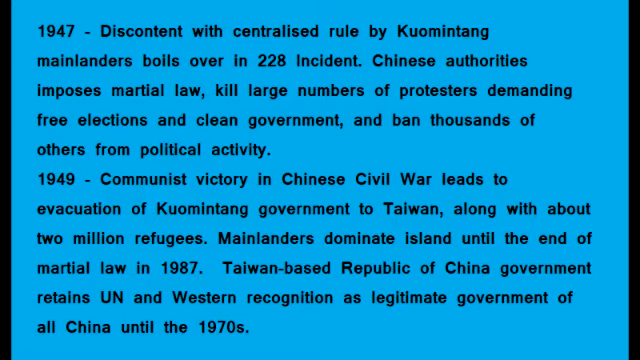 1947 - Discontent with centralised rule by Kuomintang
mainlanders boils over in 228 Incident. Chinese authorities
imposes martial law, kill large numbers of protesters demanding
free elections and clean government, and ban thousands of
others from political activity.
1949 - Communist victory in Chinese Civil War leads to
evacuation of Kuomintang government to Taiwan, along with about
two million refugees. Mainlanders dominate island until the end of
martial law in 1987.  Taiwan-based Republic of China government
retains UN and Western recognition as legitimate government of
all China until the 1970s.